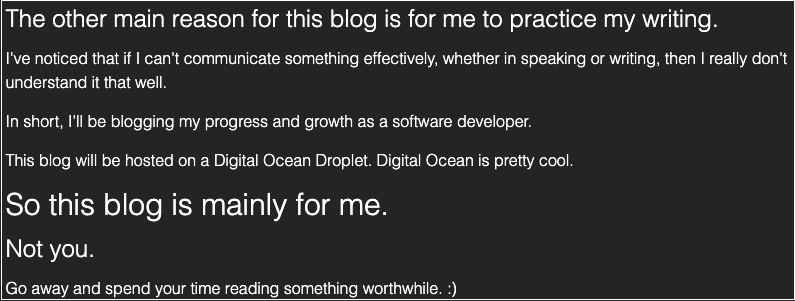 The other main reason for this blog is for me to practice my writing.
I've noticed that if I can't communicate something effectively, whether in speaking or writing, then I really don't
understand it that well.
In short, I'll be blogging my progress and growth as a software developer.
This blog will be hosted on a Digital Ocean Droplet. Digital Ocean is pretty cool.
So this blog is mainly for me.
Not you.
Go away and spend your time reading something worthwhile. :)